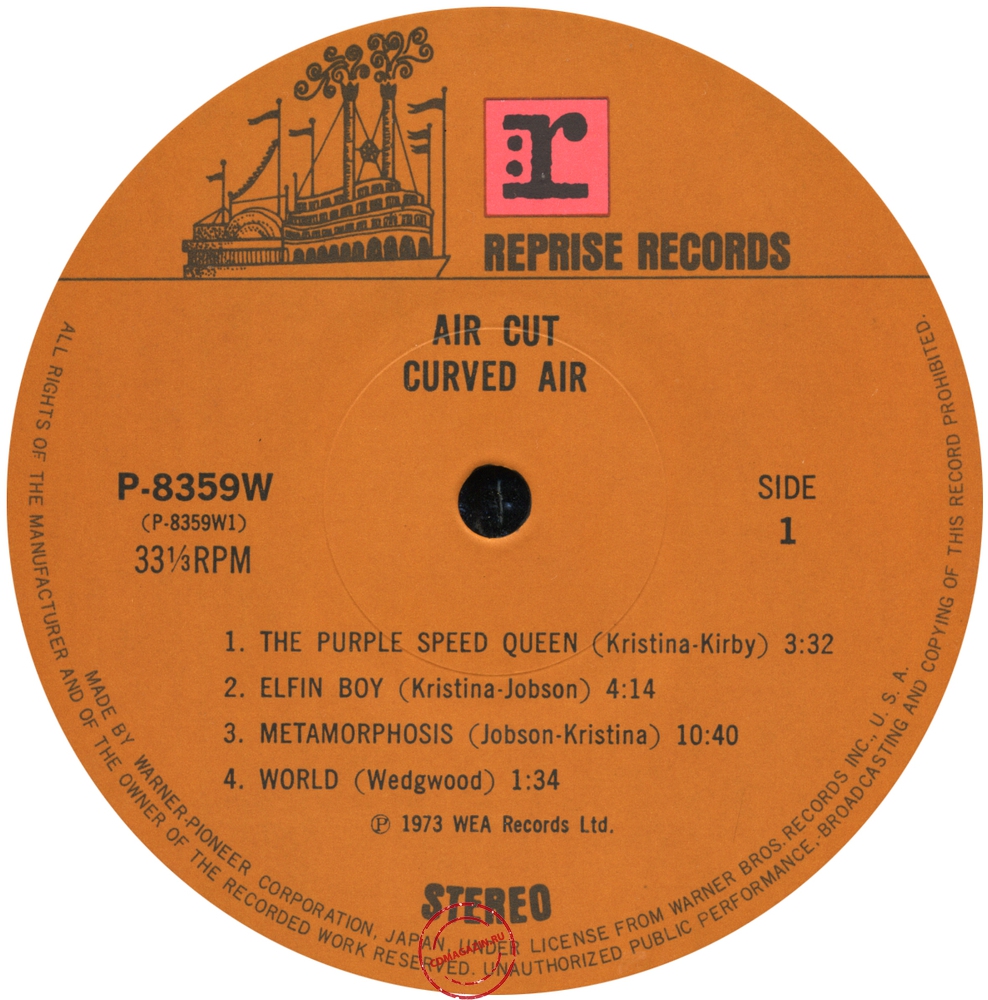 r
REPRISE RECORDS
AIR CUT
CURVED AIR
P-8359W
(P-8359W1)
33⅓RPM
SIDE
1
1. THE PURPLE SPEED QUEEN (Kristina-Kirby) 3:32
2. ELFIN BOY (Kristina-Jobson) 4:14
3. METAMORPHOSIS (Jobson-Kristina) 10:40
4. WORLD (Wedgwood) 1:34
Ⓟ 1973 WEA Records Ltd.
STEREO
MADE BY WARNER-PIONEER CORPORATION, JAPAN, UNDER LICENSE FROM WARNER BROS. RECORDS INC., U. S. A.
ALL RIGHTS OF THE MANUFACTURER AND OF THE OWNER OF THE RECORDED WORK RESERVED. UNAUTHORIZED PUBLIC PERFORMANCE,-BROADCASTING AND COPYING OF THIS RECORD PROHIBITED.
CDMAGAZIN.RU